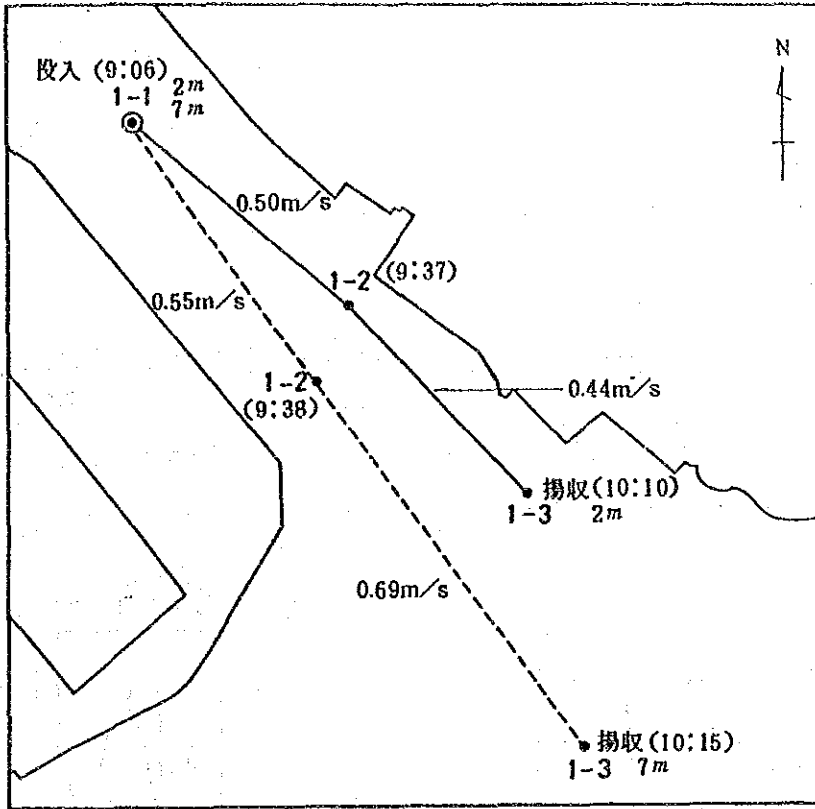 N
投入 (9:06) 2m
1-1 7m
0.50m/s
1-2 (9:37)
0.55m/s
1-2
(9:38)
0.44m/s
揚収(10:10)
1-3 2m
0.69m/s
揚収(10:15)
1-3 7m